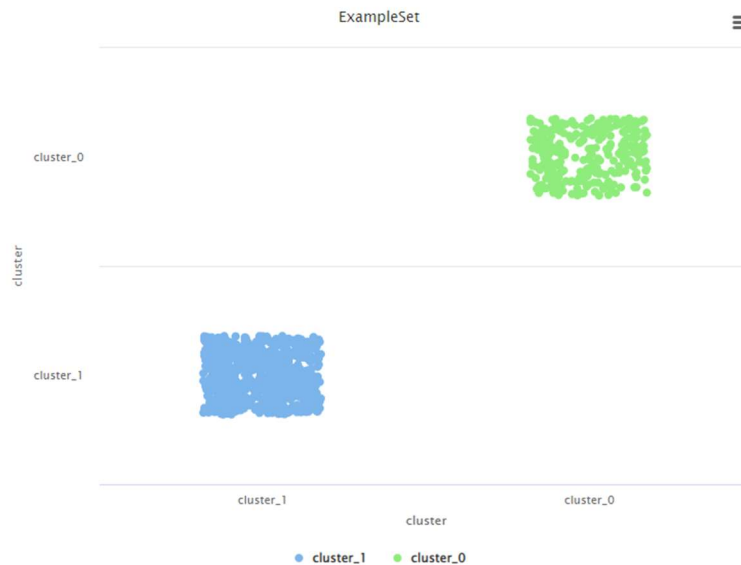 ExampleSet
cluster_0
cluster
cluster_1
cluster_1 cluster_0
cluster
cluster_1 cluster_0